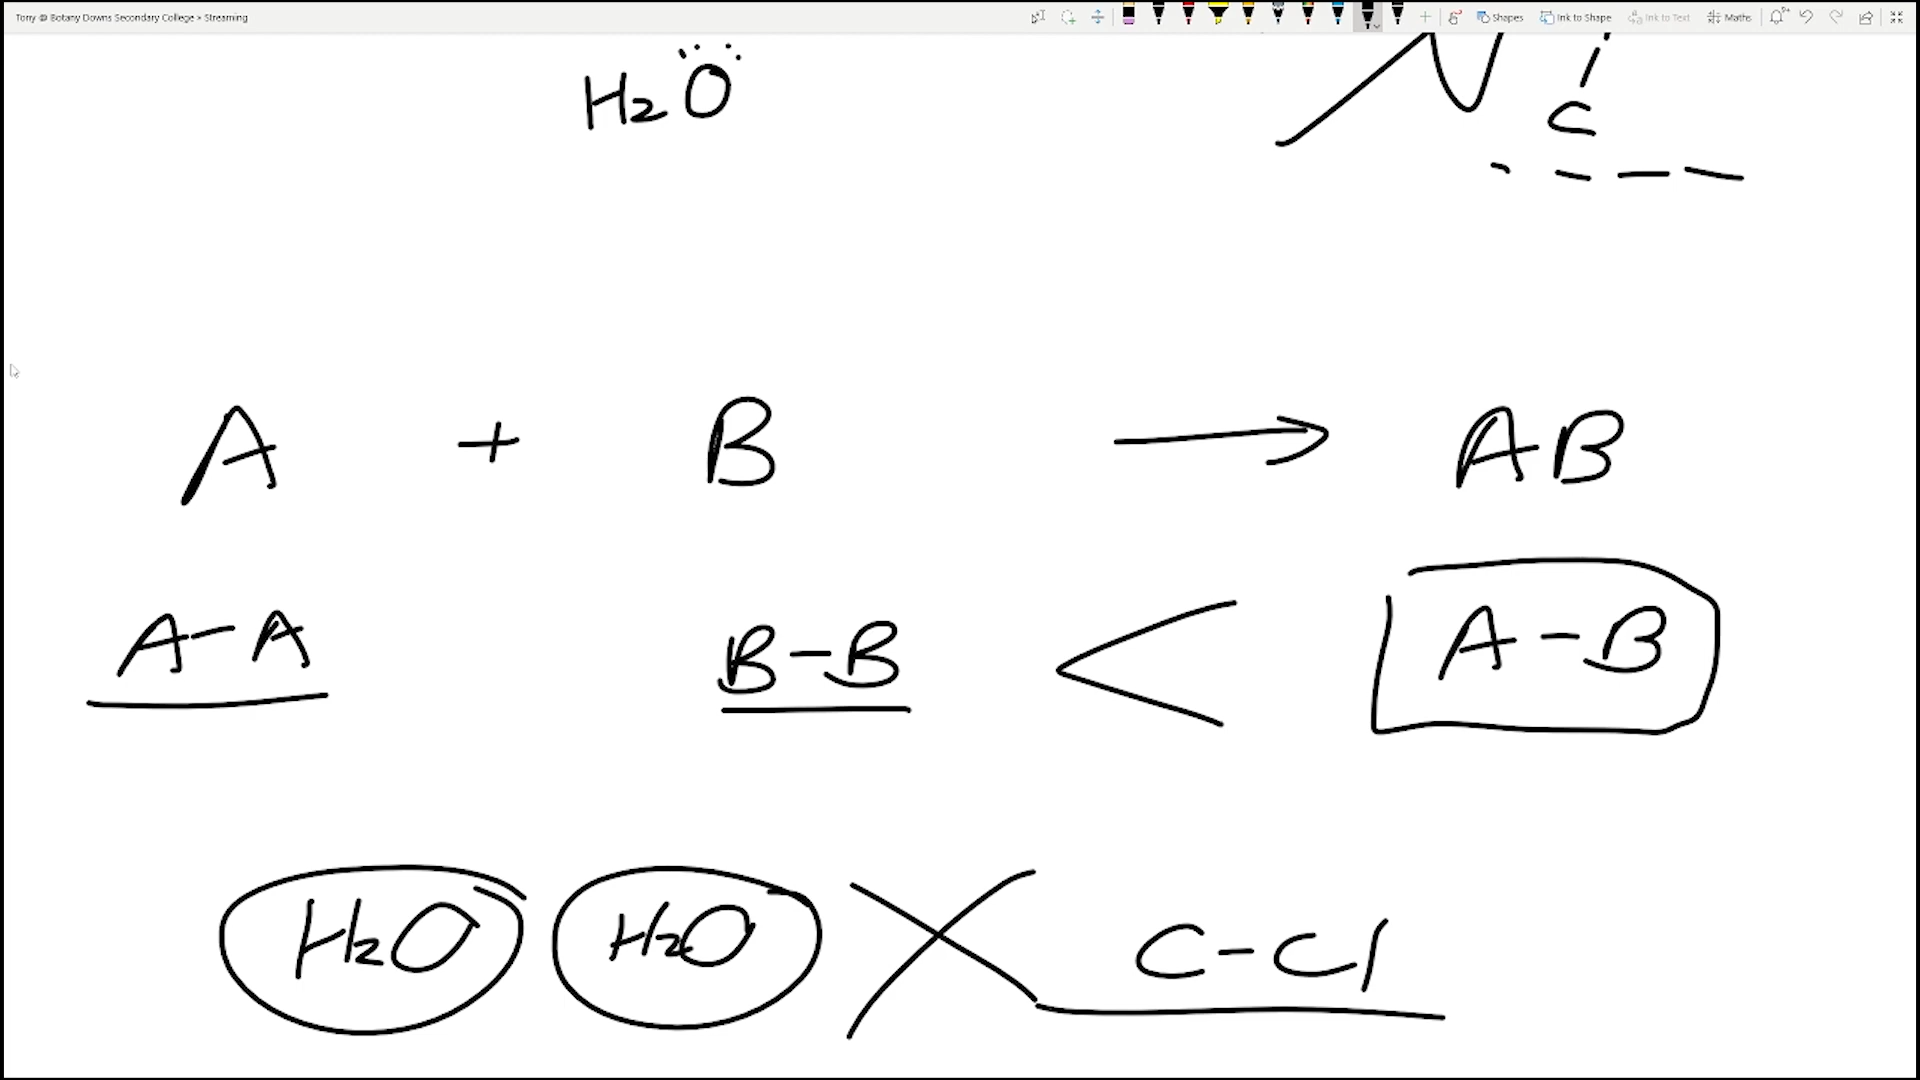 Tony @ Botany Downs Secondary College » Streaming
Shapes Ink to Shape Ink to Text Maths
H2O
C
A + B → AB
A-A B-B < A-B
H2O H2O C-Cl